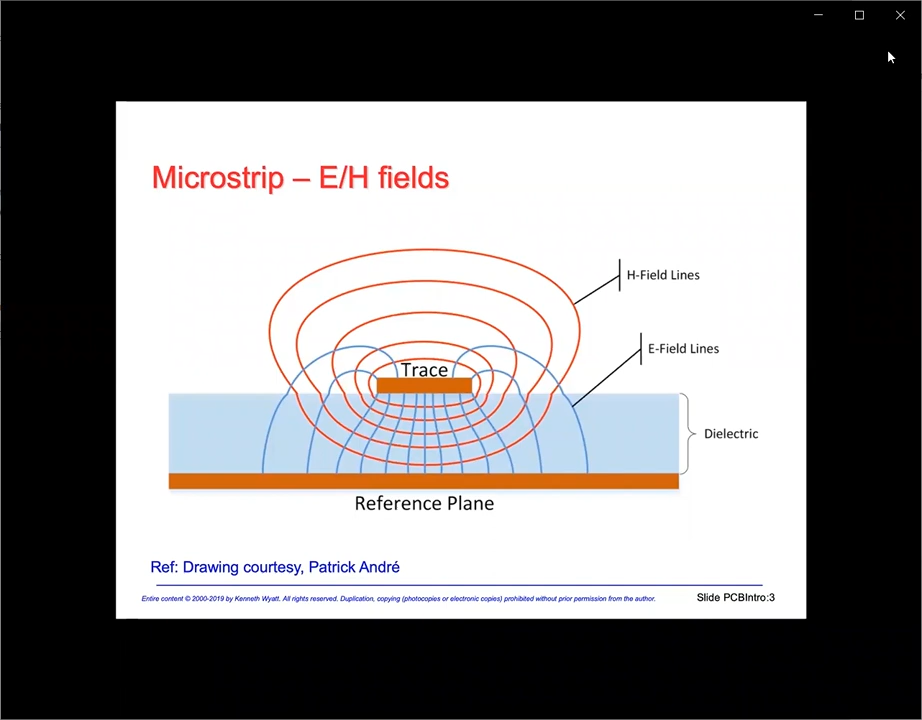 Microstrip – E/H fields
H-Field Lines
E-Field Lines
Trace
Dielectric
Reference Plane
Ref: Drawing courtesy, Patrick André
Entire content © 2000-2019 by Kenneth Wyatt. All rights reserved. Duplication, copying (photocopies or electronic copies) prohibited without prior permission from the author.
Slide PCBIntro:3